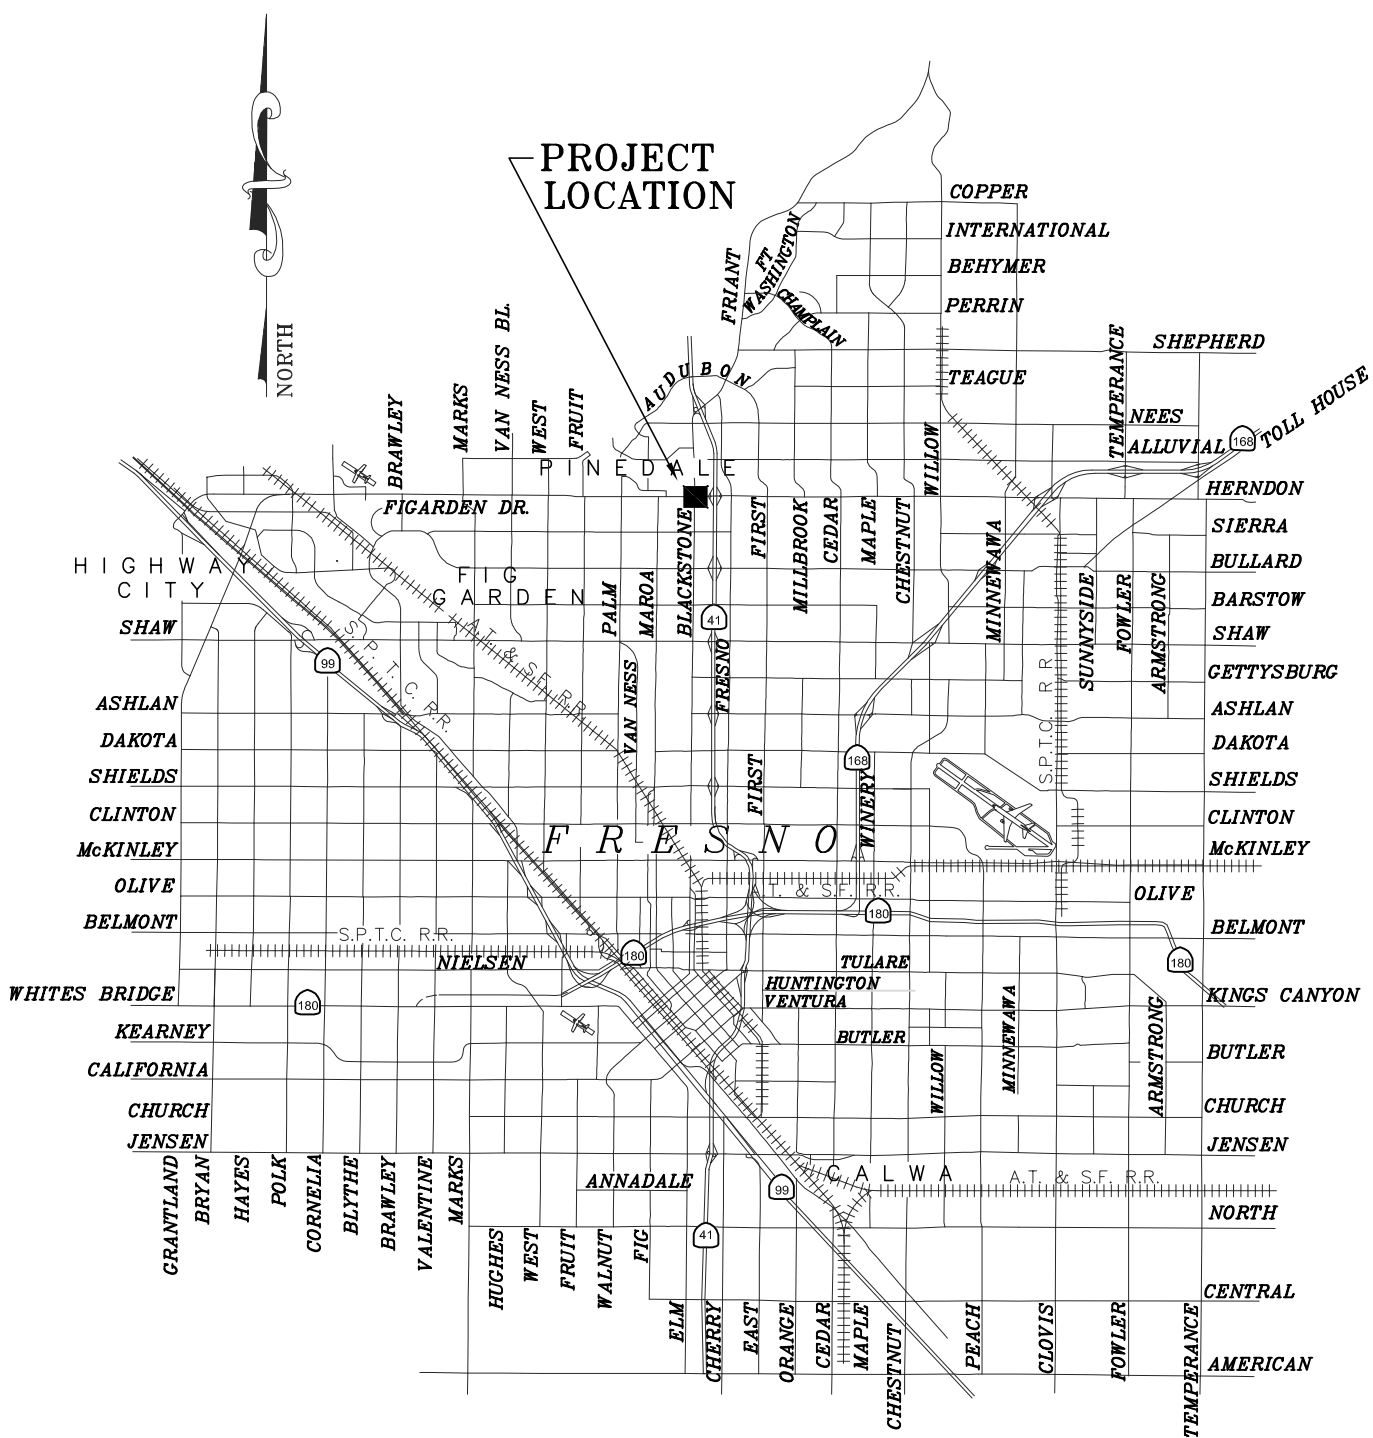 PROJECT
LOCATION
NORTH
COPPER
INTERNATIONAL
BEHYMER
PERRIN
SHEPHERD
TEAGUE
NEES
ALLUVIAL
TOLL HOUSE
168
HERNDON
SIERRA
BULLARD
BARSTOW
SHAW
GETTYSBURG
ASHLAN
DAKOTA
SHIELDS
CLINTON
McKINLEY
OLIVE
BELMONT
180
KINGS CANYON
BUTLER
CHURCH
JENSEN
NORTH
CENTRAL
AMERICAN
FRIANT
FT
WASHINGTON
CHAMPLAIN
AUDUBON
TEMPERANCE
BRAWLEY
MARKS
VAN NESS BL.
WEST
FRUIT
PINEDALE
FIGARDEN DR.
HIGHWAY
CITY
FIG
GARDEN
PALM
MAROA
BLACKSTONE
FIRST
MILLBROOK
CEDAR
MAPLE
CHESTNUT
WILLOW
MINNEWAWA
SUNNYSIDE
FOWLER
ARMSTRONG
41
FRESNO
VAN NESS
99
S.P.T.C. R.R.
A.T. & S.F. R.R.
S.P.T.C. R R
168
FIRST
WINERY
FRESNO
A.T. & S.F. R.R.
180
S.P.T.C. R.R.
NIELSEN
180
TULARE
HUNTINGTON
VENTURA
BUTLER
WILLOW
MINNEWAWA
ARMSTRONG
SHAW
ASHLAN
DAKOTA
SHIELDS
CLINTON
McKINLEY
OLIVE
BELMONT
WHITES BRIDGE
180
KEARNEY
CALIFORNIA
CHURCH
JENSEN
ANNADALE
CALWA
A.T. & S.F. R.R.
99
41
GRANTLAND
BRYAN
HAYES
POLK
CORNELIA
BLYTHE
BRAWLEY
VALENTINE
MARKS
HUGHES
WEST
FRUIT
WALNUT
FIG
ELM
CHERRY
EAST
ORANGE
CEDAR
MAPLE
CHESTNUT
PEACH
CLOVIS
FOWLER
TEMPERANCE